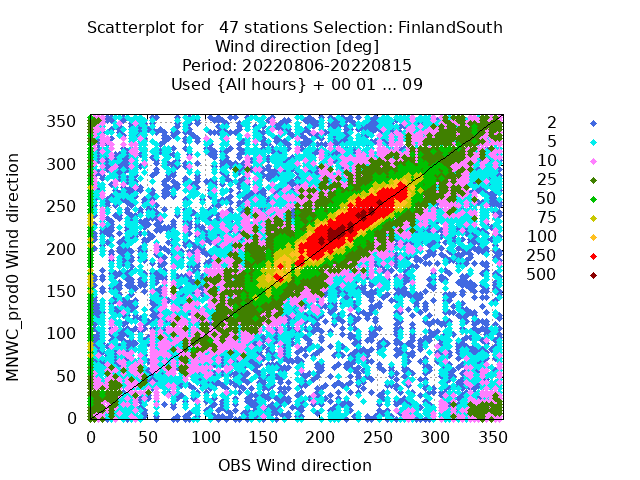 Scatterplot for 47 stations Selection: FinlandSouth
Wind direction [deg]
Period: 20220806-20220815
Used {All hours} + 00 01 ... 09
350
300
250
200
150
100
50
0
MNWC_prod0 Wind direction
0 50 100 150 200 250 300 350
OBS Wind direction
2
5
10
25
50
75
100
250
500